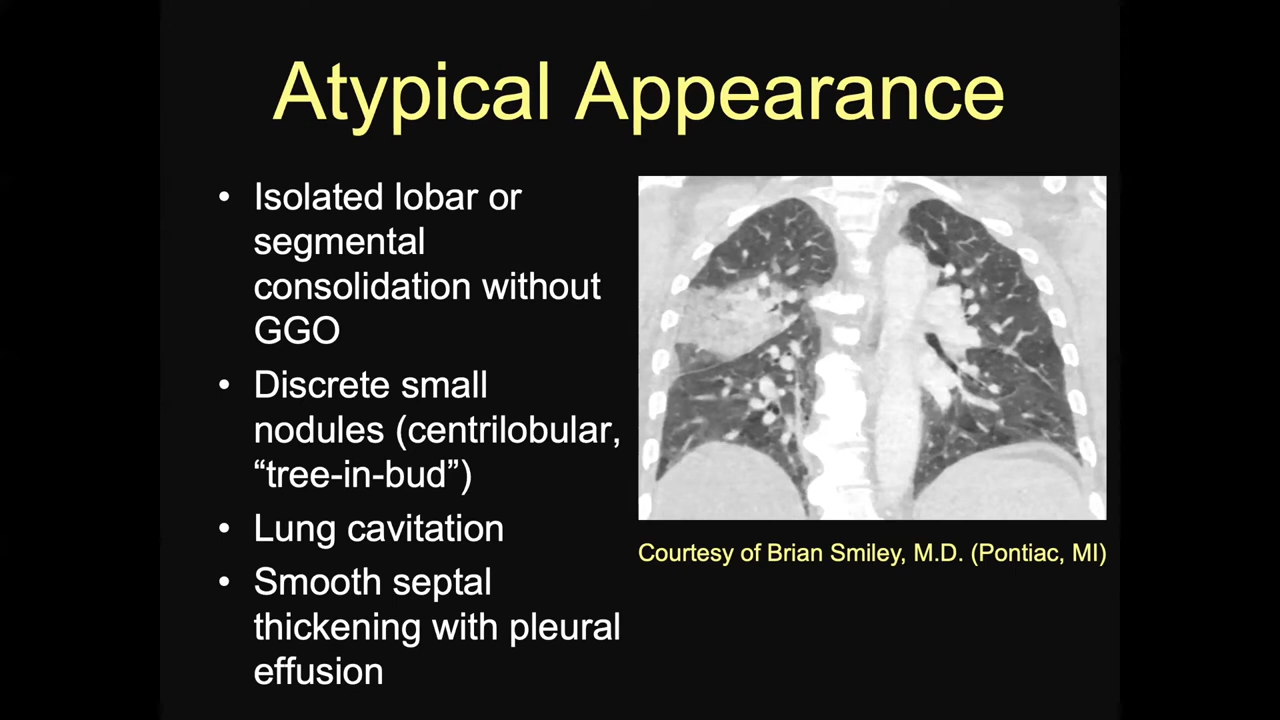 Atypical Appearance
• Isolated lobar or
segmental
consolidation without
GGO
• Discrete small
nodules (centrilobular,
“tree-in-bud”)
• Lung cavitation
• Smooth septal
thickening with pleural
effusion
Courtesy of Brian Smiley, M.D. (Pontiac, MI)